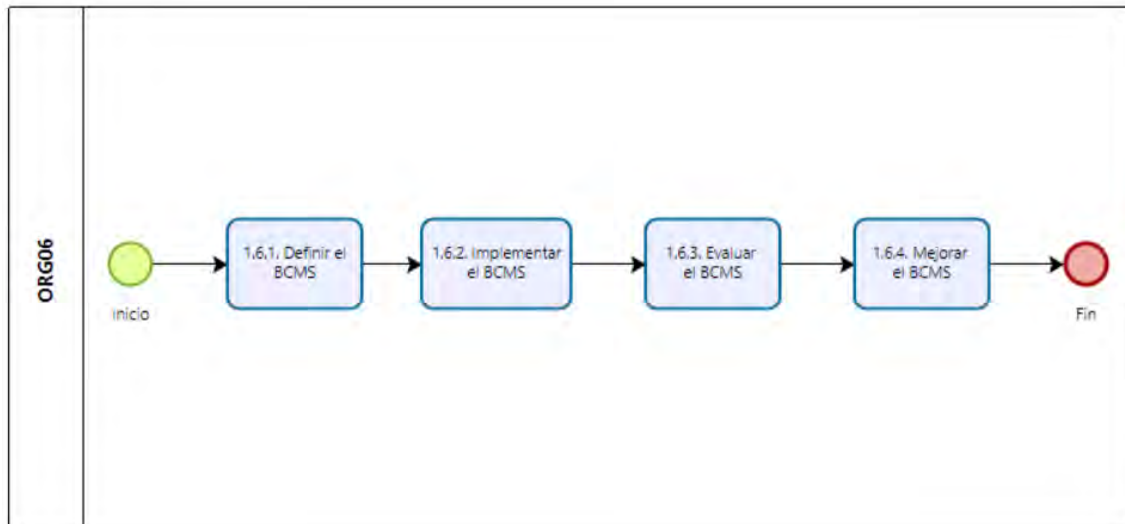 ORG06
Inicio
1.6.1. Definir el
BCMS
1.6.2. Implementar
el BCMS
1.6.3. Evaluar
el BCMS
1.6.4. Mejorar
el BCMS
Fin